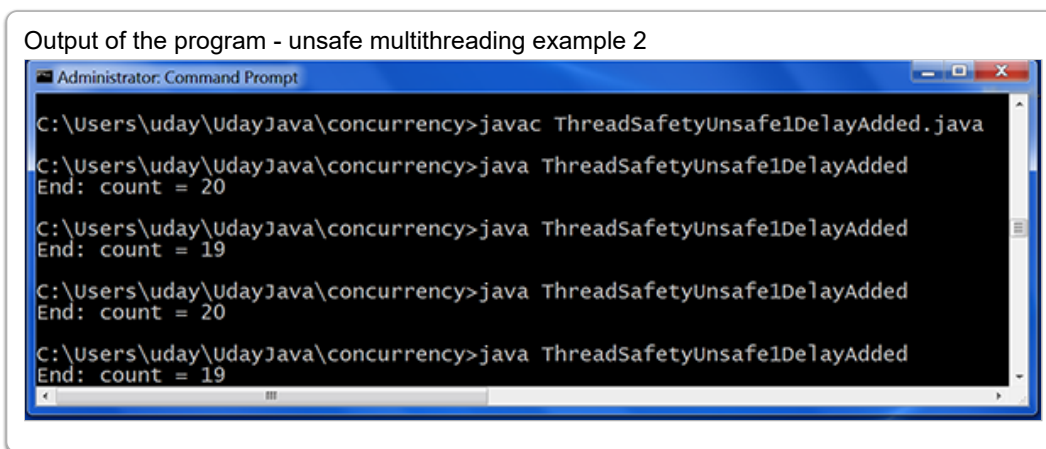 Output of the program - unsafe multithreading example 2
Administrator: Command Prompt
C:\Users\uday\UdayJava\concurrency>javac ThreadSafetyUnsafe1DelayAdded.java
C:\Users\uday\UdayJava\concurrency>java ThreadSafetyUnsafe1DelayAdded
End: count = 20
C:\Users\uday\UdayJava\concurrency>java ThreadSafetyUnsafe1DelayAdded
End: count = 19
C:\Users\uday\UdayJava\concurrency>java ThreadSafetyUnsafe1DelayAdded
End: count = 20
C:\Users\uday\UdayJava\concurrency>java ThreadSafetyUnsafe1DelayAdded
End: count = 19